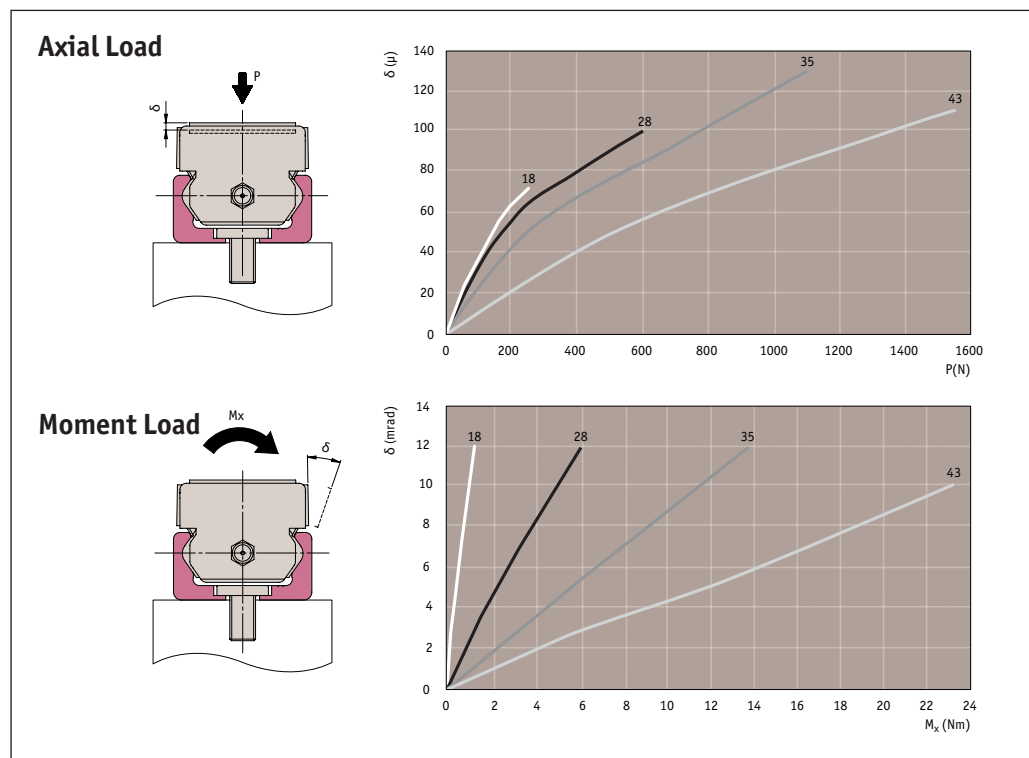 Axial Load
P
δ
δ (μ)
140
120
100
80
60
40
20
0
18
28
35
43
0 200 400 600 800 1000 1200 1400 1600
P(N)
Moment Load
Mx
δ
δ (mrad)
14
12
10
8
6
4
2
0
18
28
35
43
0 2 4 6 8 10 12 14 16 18 20 22 24
Mx (Nm)